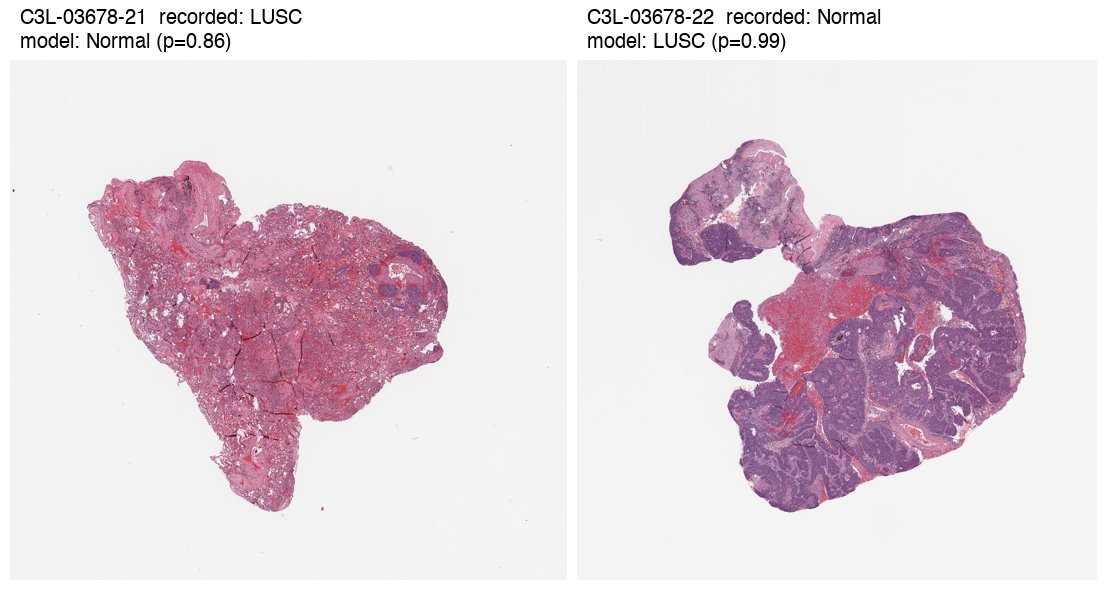 C3L-03678-21  recorded: LUSC
model: Normal (p=0.86)
C3L-03678-22  recorded: Normal
model: LUSC (p=0.99)